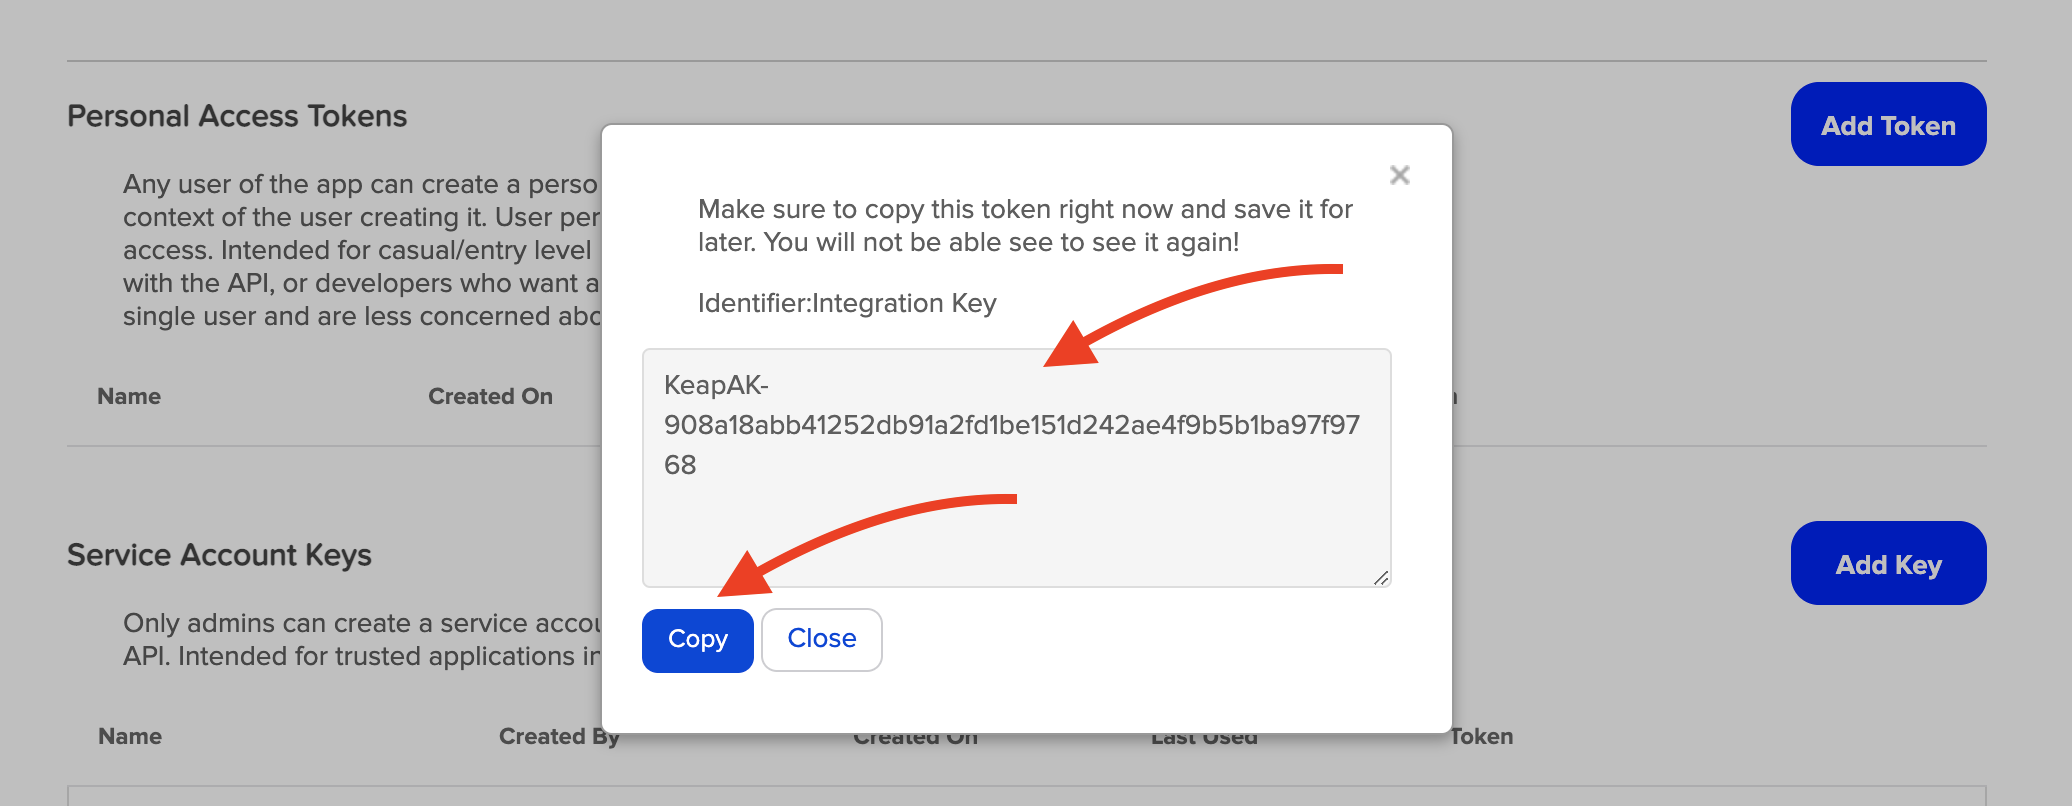 Personal Access Tokens
Add Token
Any user of the app can create a perso
context of the user creating it. User per
access. Intended for casual/entry level
with the API, or developers who want a
single user and are less concerned abo
Name Created On
Make sure to copy this token right now and save it for
later. You will not be able see to see it again!
Identifier:Integration Key
KeapAK-
908a18abb41252db91a2fd1be151d242ae4f9b5b1ba97f97
68
Copy Close
Service Account Keys
Add Key
Only admins can create a service accou
API. Intended for trusted applications in
Name Created By Created On Last Used Token